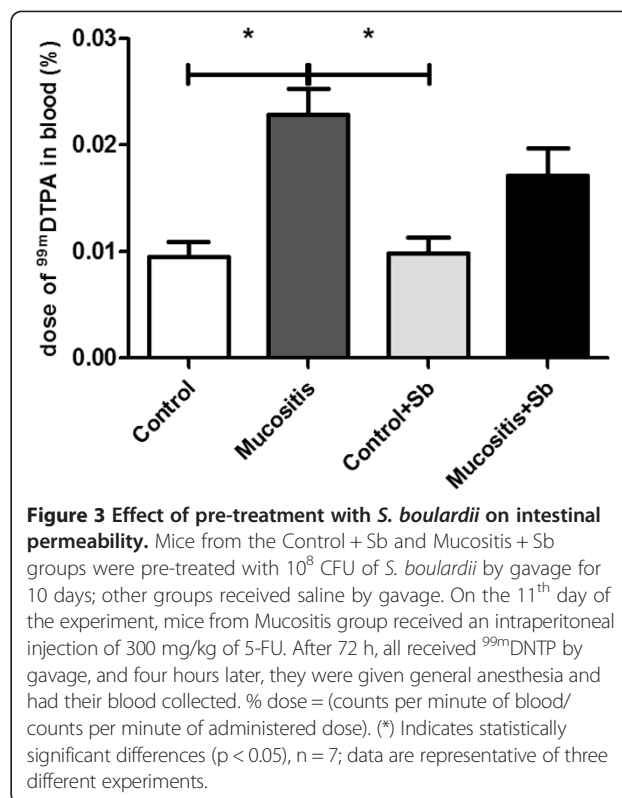 * *
0.03
0.02
0.01
0.00
dose of ⁹⁹ᵐDTPA in blood (%)
Control
Mucositis
Control+Sb
Mucositis+Sb
Figure 3 Effect of pre-treatment with S. boulardii on intestinal
permeability. Mice from the Control + Sb and Mucositis + Sb
groups were pre-treated with 10⁸ CFU of S. boulardii by gavage for
10 days; other groups received saline by gavage. On the 11ᵗʰ day of
the experiment, mice from Mucositis group received an intraperitoneal
injection of 300 mg/kg of 5-FU. After 72 h, all received ⁹⁹ᵐDNTP by
gavage, and four hours later, they were given general anesthesia and
had their blood collected. % dose = (counts per minute of blood/
counts per minute of administered dose). (*) Indicates statistically
significant differences (p < 0.05), n = 7; data are representative of three
different experiments.